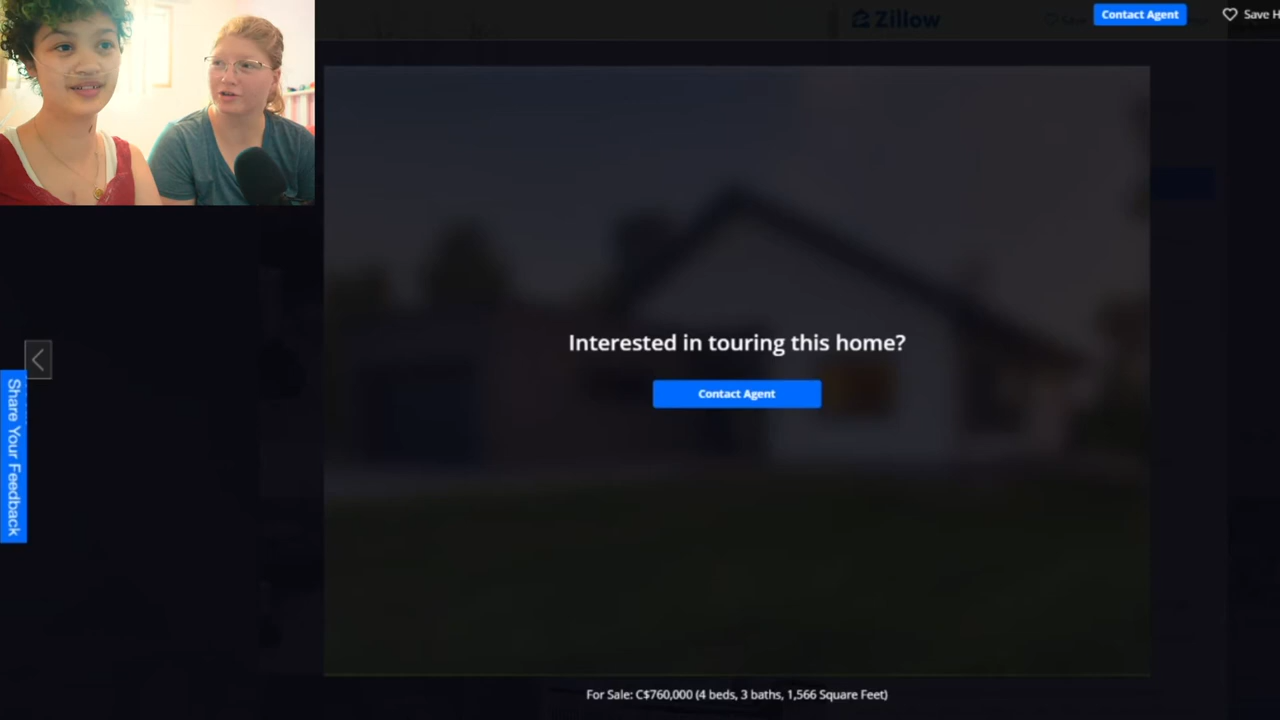 Zillow
Save
Contact Agent
Save H
Interested in touring this home?
Contact Agent
Share Your Feedback
For Sale: C$760,000 (4 beds, 3 baths, 1,566 Square Feet)